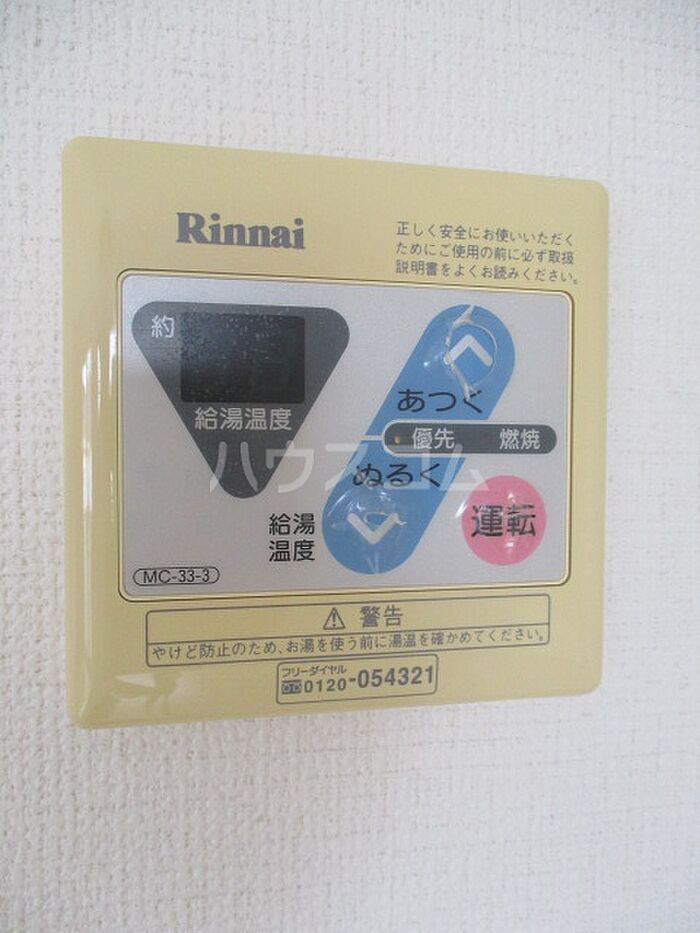 Rinnai
正しく安全にお使いいただく
ためにご使用の前に必ず取扱
説明書をよくお読みください。
約
給湯温度
あつく
優先 燃焼
ハウスコム
ぬるく
給湯
温度
運転
MC-33-3
⚠ 警告
やけど防止のため、お湯を使う前に湯温を確かめてください。
フリーダイヤル
0120-054321